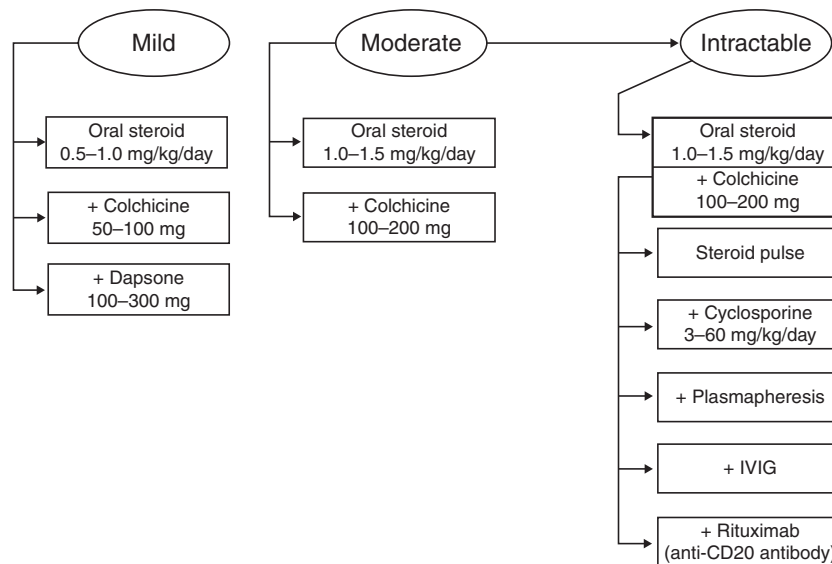 Mild
Moderate
Intractable
Oral steroid
0.5–1.0 mg/kg/day
+ Colchicine
50–100 mg
+ Dapsone
100–300 mg
Oral steroid
1.0–1.5 mg/kg/day
+ Colchicine
100–200 mg
Oral steroid
1.0–1.5 mg/kg/day
+ Colchicine
100–200 mg
Steroid pulse
+ Cyclosporine
3–60 mg/kg/day
+ Plasmapheresis
+ IVIG
+ Rituximab
(anti-CD20 antibody)